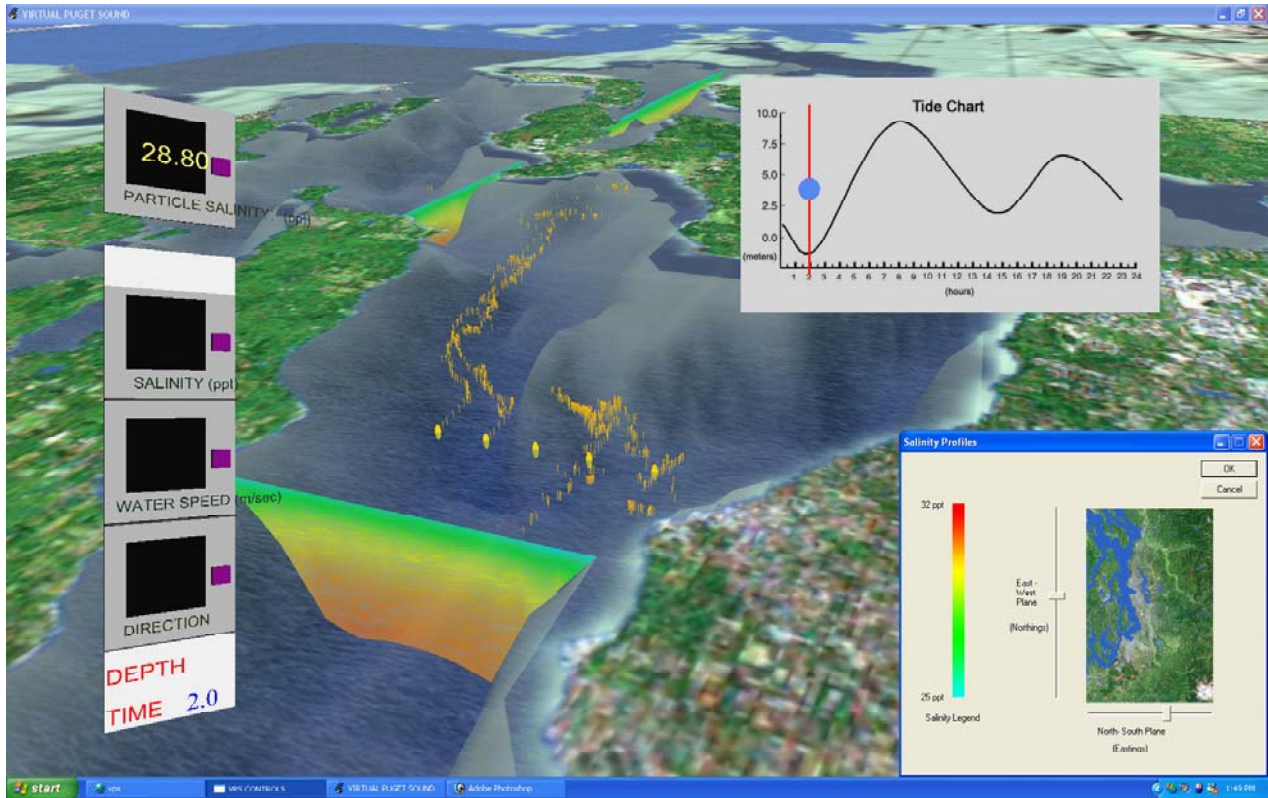 VIRTUAL PUGET SOUND
28.80
PARTICLE SALINITY (ppt)
SALINITY (ppt)
WATER SPEED (m/sec)
DIRECTION
DEPTH
TIME 2.0
Tide Chart
10.0
7.5
5.0
2.5
0.0
(meters)
1 2 3 4 5 6 7 8 9 10 11 12 13 14 15 16 17 18 19 20 21 22 23 24
(hours)
Salinity Profiles
OK
Cancel
32 ppt
East -
West
Plane
(Northings)
25 ppt
Salinity Legend
North- South Plane
(Eastings)
start
vps
VPS CONTROLS
VIRTUAL PUGET SOUND
Adobe Photoshop
1:49 PM